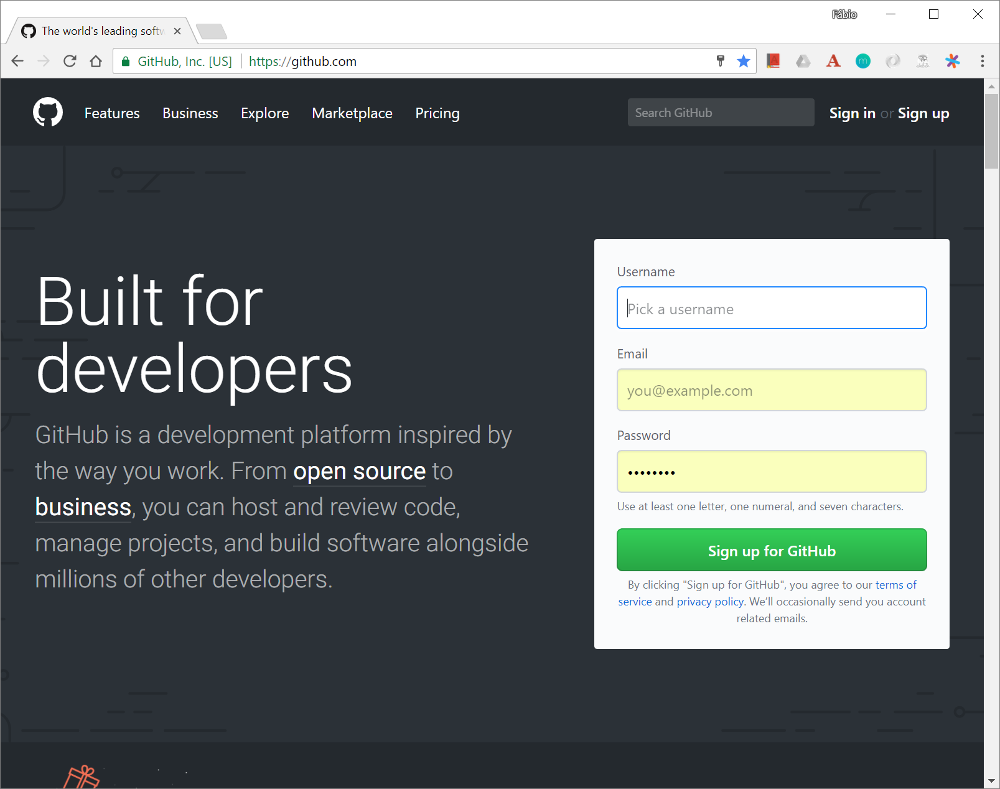 Fábio
The world's leading softw
GitHub, Inc. [US] https://github.com
Features Business Explore Marketplace Pricing Search GitHub Sign in or Sign up
Built for
developers
GitHub is a development platform inspired by
the way you work. From open source to
business, you can host and review code,
manage projects, and build software alongside
millions of other developers.
Username
Pick a username
Email
you@example.com
Password
••••••••
Use at least one letter, one numeral, and seven characters.
Sign up for GitHub
By clicking "Sign up for GitHub", you agree to our terms of
service and privacy policy. We’ll occasionally send you account
related emails.